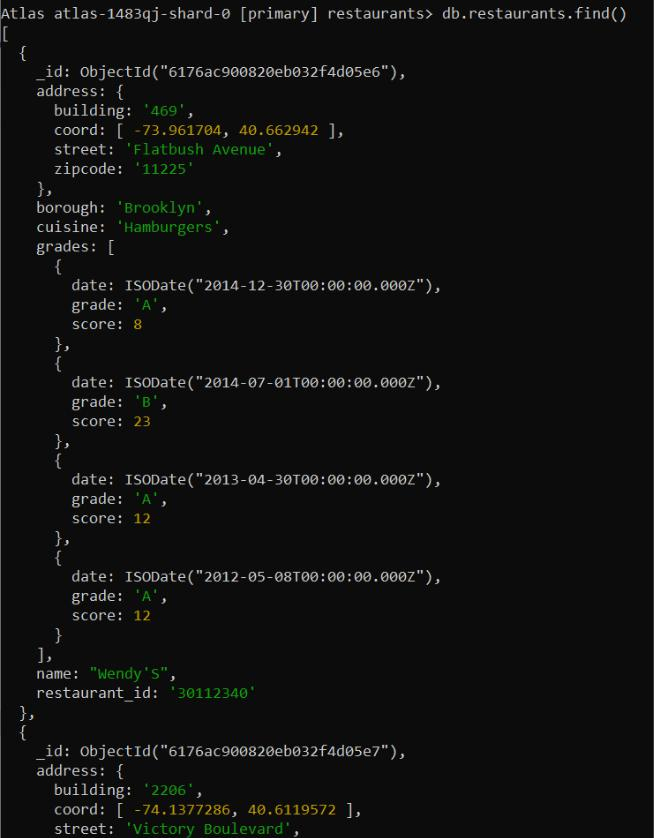 Atlas atlas-1483qj-shard-0 [primary] restaurants> db.restaurants.find()
[
  {
    _id: ObjectId("6176ac900820eb032f4d05e6"),
    address: {
      building: '469',
      coord: [ -73.961704, 40.662942 ],
      street: 'Flatbush Avenue',
      zipcode: '11225'
    },
    borough: 'Brooklyn',
    cuisine: 'Hamburgers',
    grades: [
      {
        date: ISODate("2014-12-30T00:00:00.000Z"),
        grade: 'A',
        score: 8
      },
      {
        date: ISODate("2014-07-01T00:00:00.000Z"),
        grade: 'B',
        score: 23
      },
      {
        date: ISODate("2013-04-30T00:00:00.000Z"),
        grade: 'A',
        score: 12
      },
      {
        date: ISODate("2012-05-08T00:00:00.000Z"),
        grade: 'A',
        score: 12
      }
    ],
    name: "Wendy'S",
    restaurant_id: '30112340'
  },
  {
    _id: ObjectId("6176ac900820eb032f4d05e7"),
    address: {
      building: '2206',
      coord: [ -74.1377286, 40.6119572 ],
      street: 'Victory Boulevard',